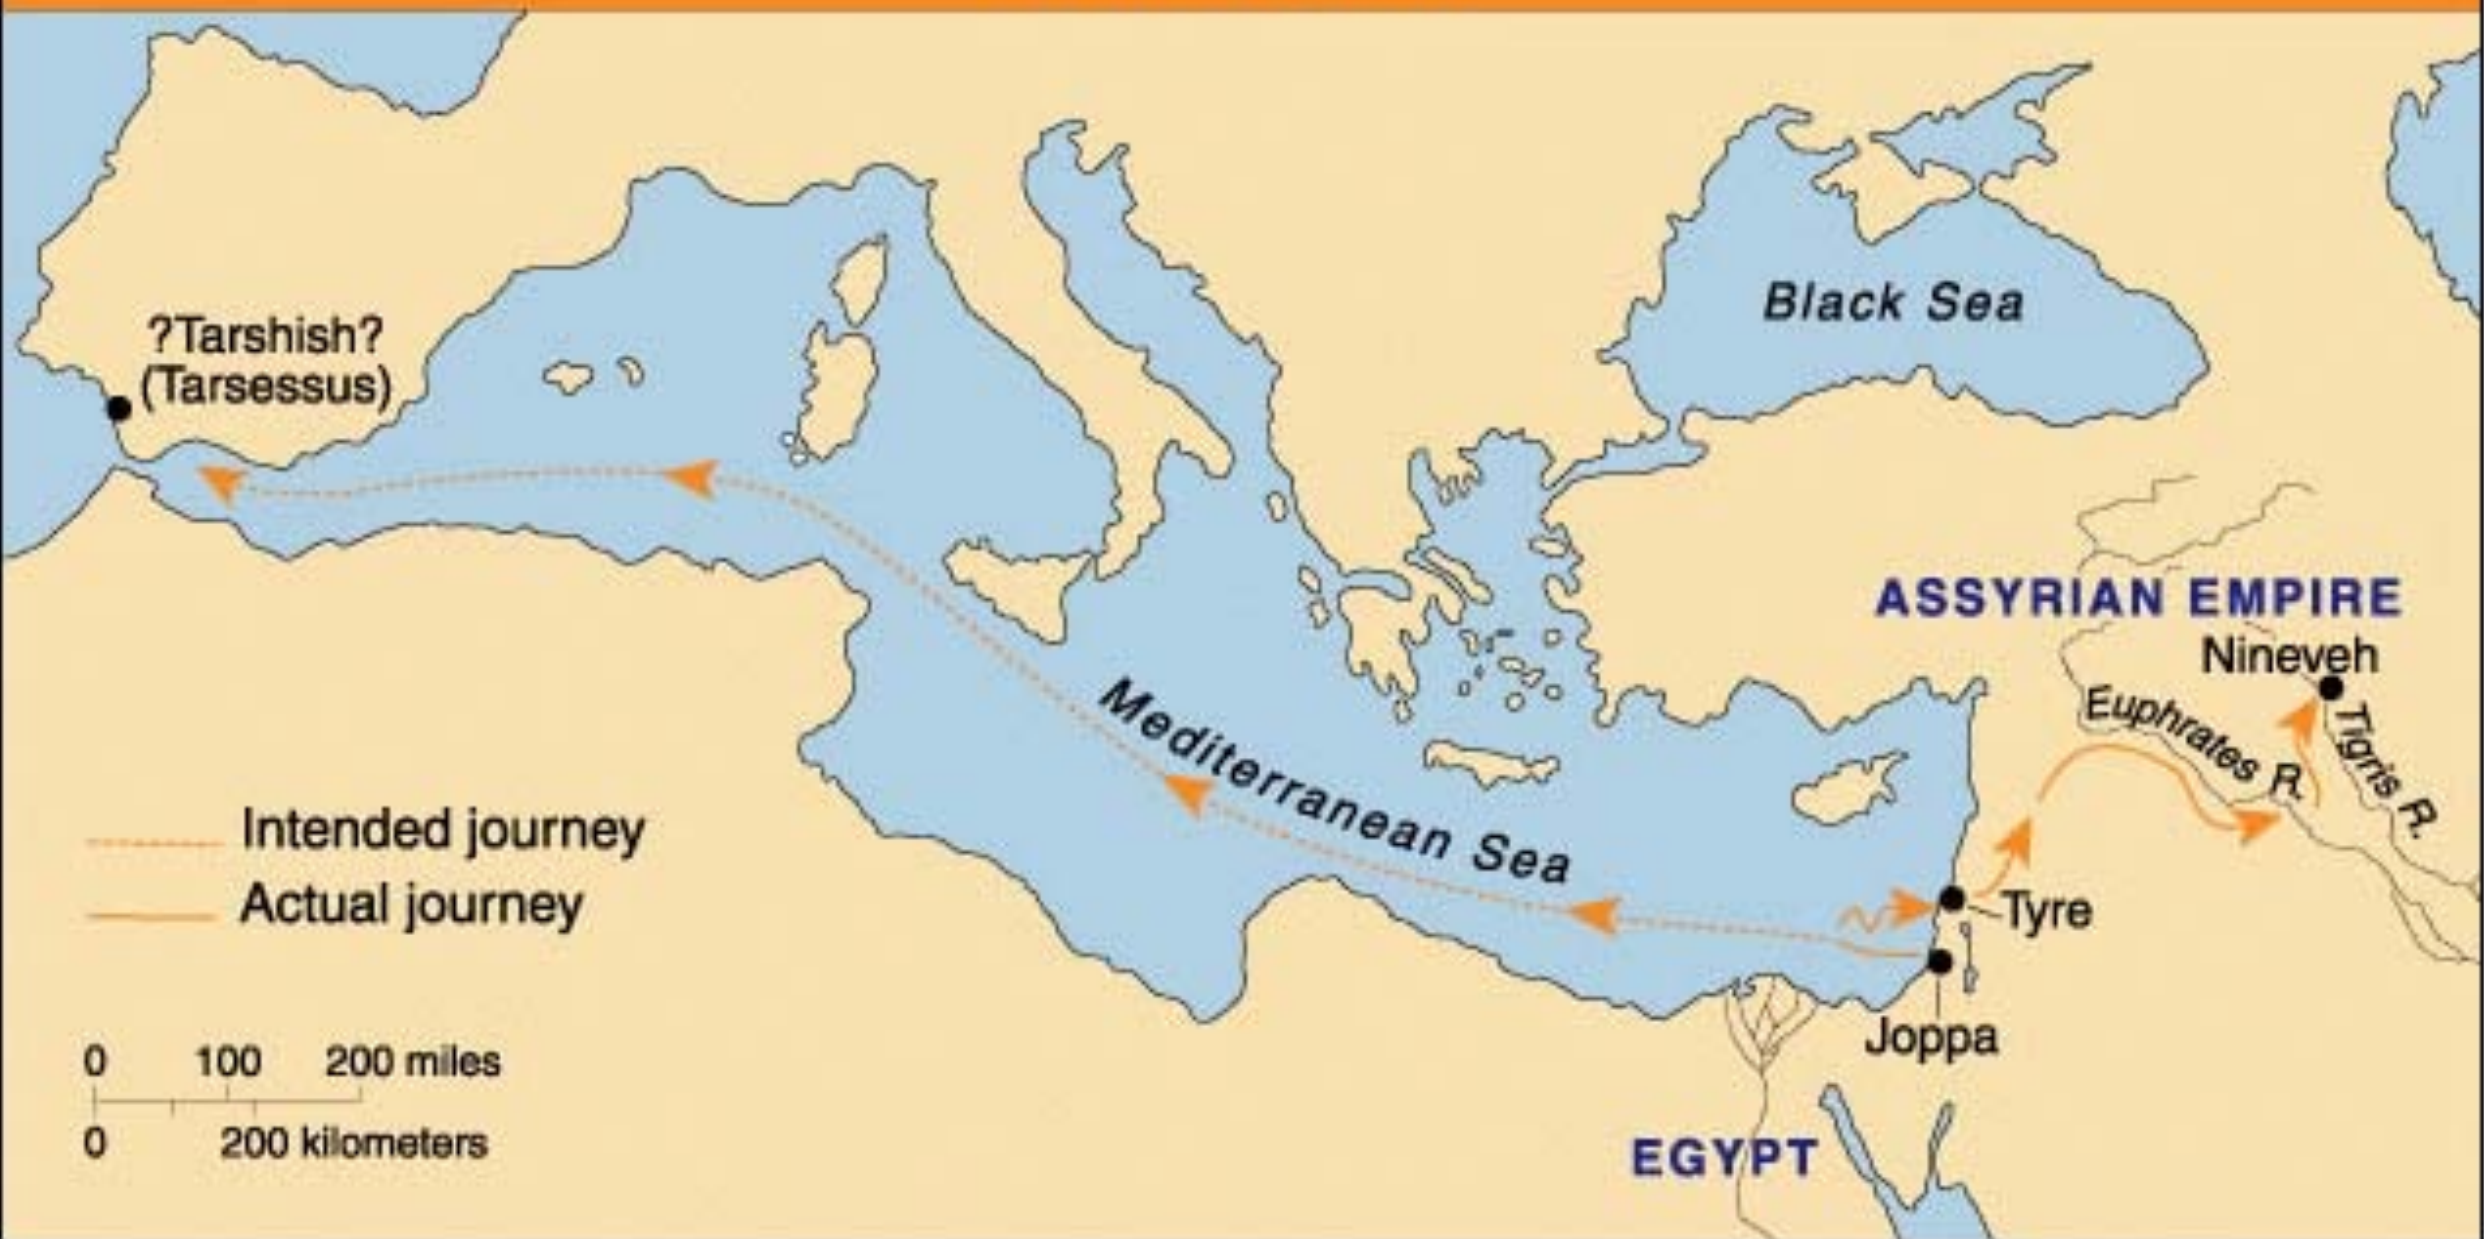 Black Sea
?Tarshish?
(Tarsessus)
ASSYRIAN EMPIRE
Nineveh
Euphrates R.
Tigris R.
Mediterranean Sea
Intended journey
Actual journey
Tyre
Joppa
0 100 200 miles
0 200 kilometers
EGYPT